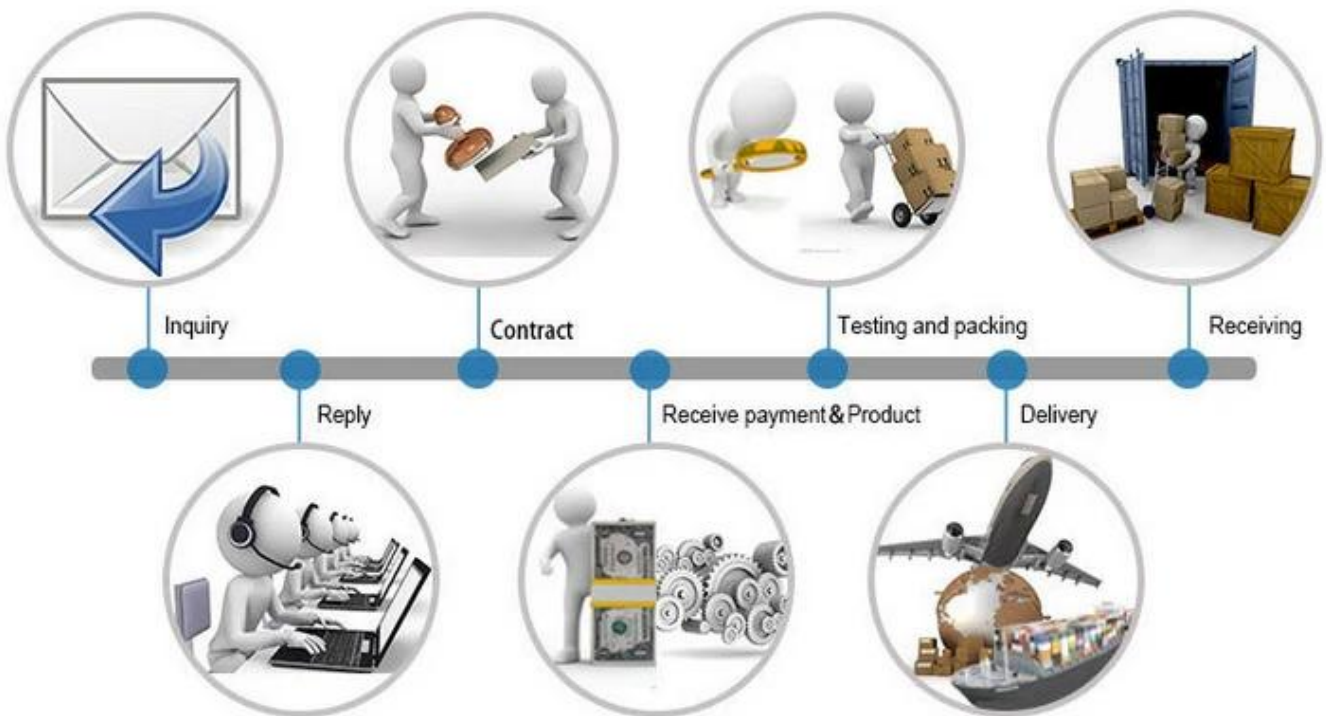 Inquiry
Reply
Contract
Receive payment&Product
Testing and packing
Delivery
Receiving